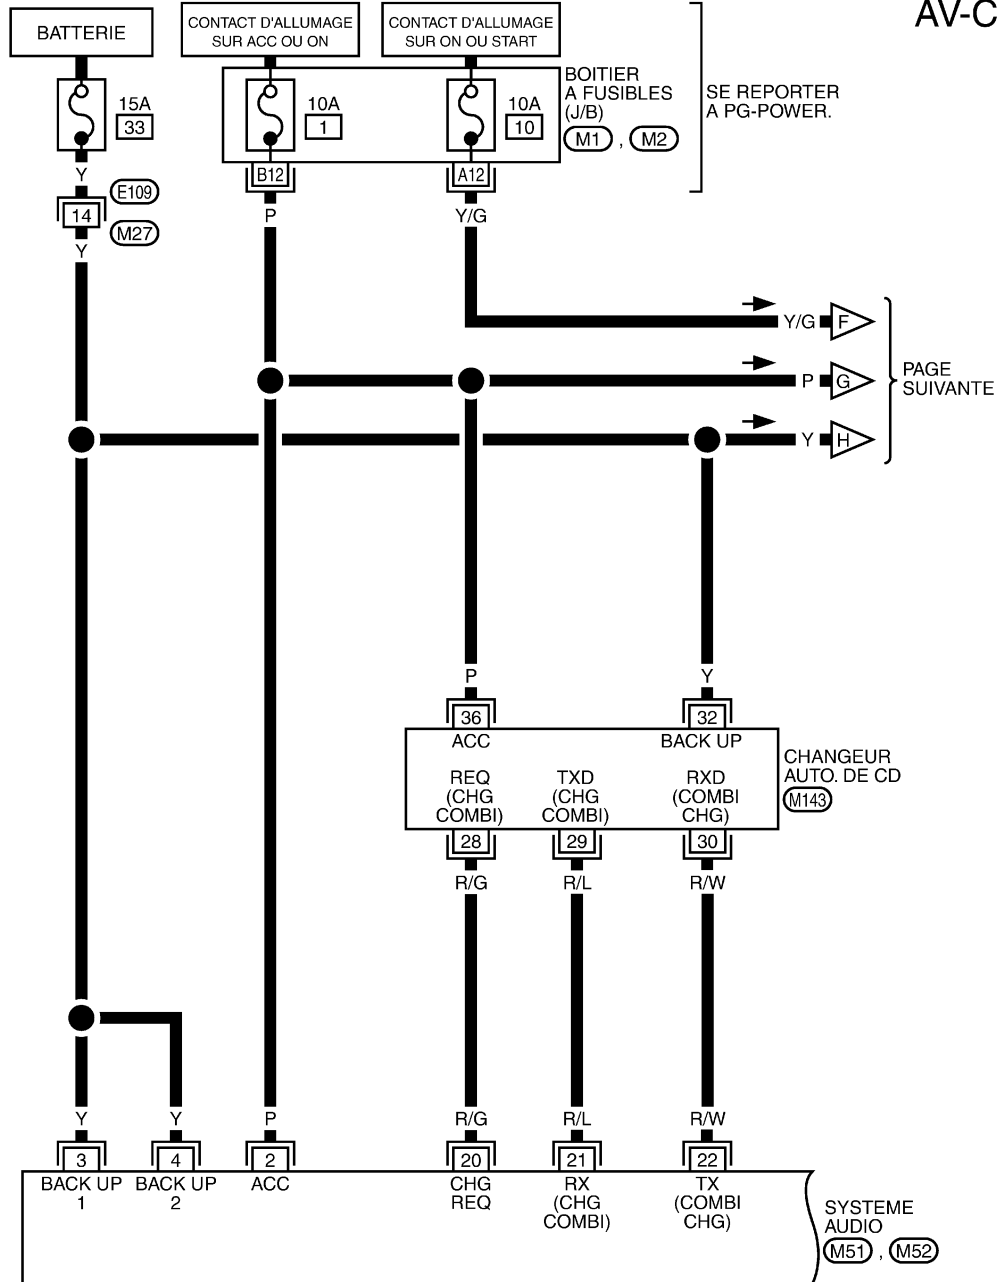 AV-C
BATTERIE
CONTACT D'ALLUMAGE
SUR ACC OU ON
CONTACT D'ALLUMAGE
SUR ON OU START
15A
33
10A
1
10A
10
BOITIER
A FUSIBLES
(J/B)
M1 , M2
SE REPORTER
A PG-POWER.
B12
A12
Y
E109
14
M27
Y
P
Y/G
Y/G F
P G
Y H
PAGE
SUIVANTE
P
Y
36
32
ACC
BACK UP
REQ
(CHG
COMBI)
TXD
(CHG
COMBI)
RXD
(COMBI
CHG)
CHANGEUR
AUTO. DE CD
M143
28
29
30
R/G
R/L
R/W
Y
Y
P
R/G
R/L
R/W
3
4
2
20
21
22
BACK UP
1
BACK UP
2
ACC
CHG
REQ
RX
(CHG
COMBI)
TX
(COMBI
CHG)
SYSTEME
AUDIO
M51 , M52